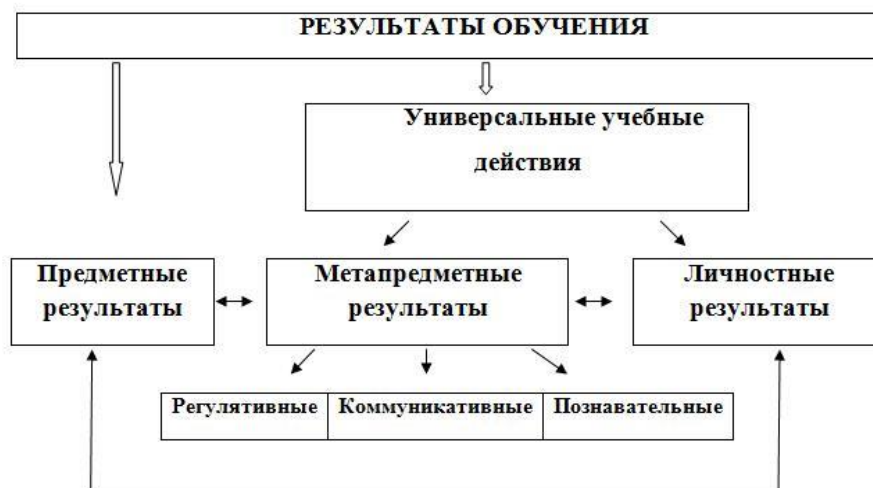 РЕЗУЛЬТАТЫ ОБУЧЕНИЯ
Универсальные учебные
действия
Предметные
результаты
Метапредметные
результаты
Личностные
результаты
Регулятивные
Коммуникативные
Познавательные